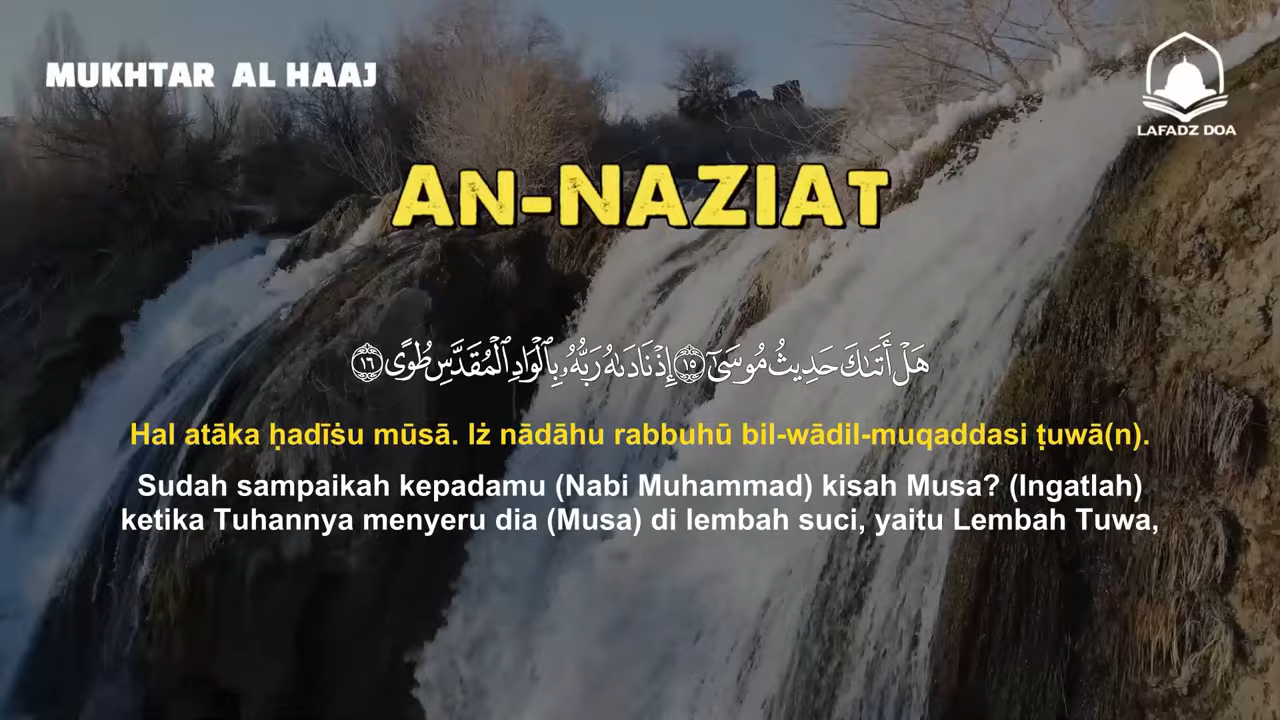 MUKHTAR AL HAAJ
LAFADZ DOA
AN-NAZIAT
هَلْ أَتَىٰكَ حَدِيثُ مُوسَىٰٓ ١٥ إِذْ نَادَىٰهُ رَبُّهُۥ بِٱلْوَادِ ٱلْمُقَدَّسِ طُوًى ١٦
Hal atāka ḥadīṡu mūsā. Iż nādāhu rabbuhū bil-wādil-muqaddasi ṭuwā(n).
Sudah sampaikah kepadamu (Nabi Muhammad) kisah Musa? (Ingatlah)
ketika Tuhannya menyeru dia (Musa) di lembah suci, yaitu Lembah Tuwa,